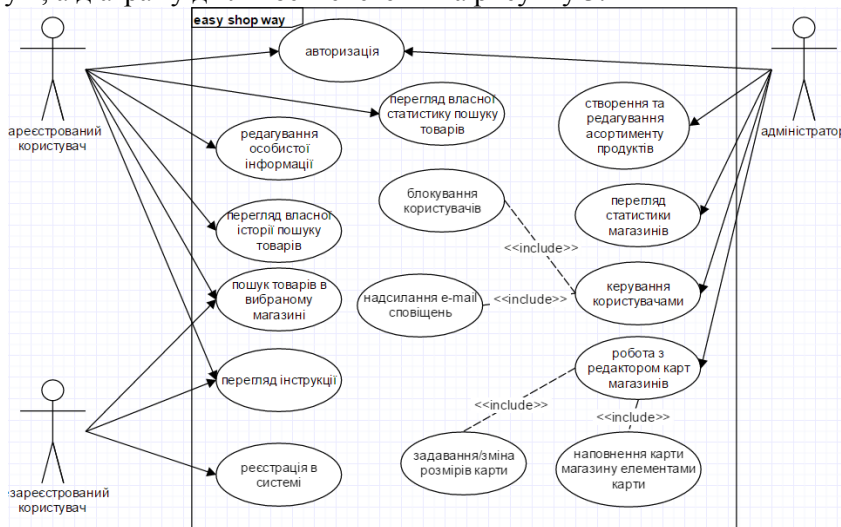 easy shop way
авторизація
перегляд власної
статистику пошуку
товарів
створення та
редагування
асортименту
продуктів
ареєстрований
користувач
адміністратор
редагування
особистої
інформації
блокування
користувачів
перегляд
статистики
магазинів
перегляд власної
історії пошуку
товарів
<<include>>
пошук товарів в
вибраному
магазині
надсилання e-mail
сповіщень
<<include>>
керування
користувачами
робота з
редактором карт
магазинів
перегляд інструкції
<<include>>
<<include>>
реєстрація в
системі
задавання/зміна
розмірів карти
наповнення карти
магазину елементами
карти
зареєстрований
користувач